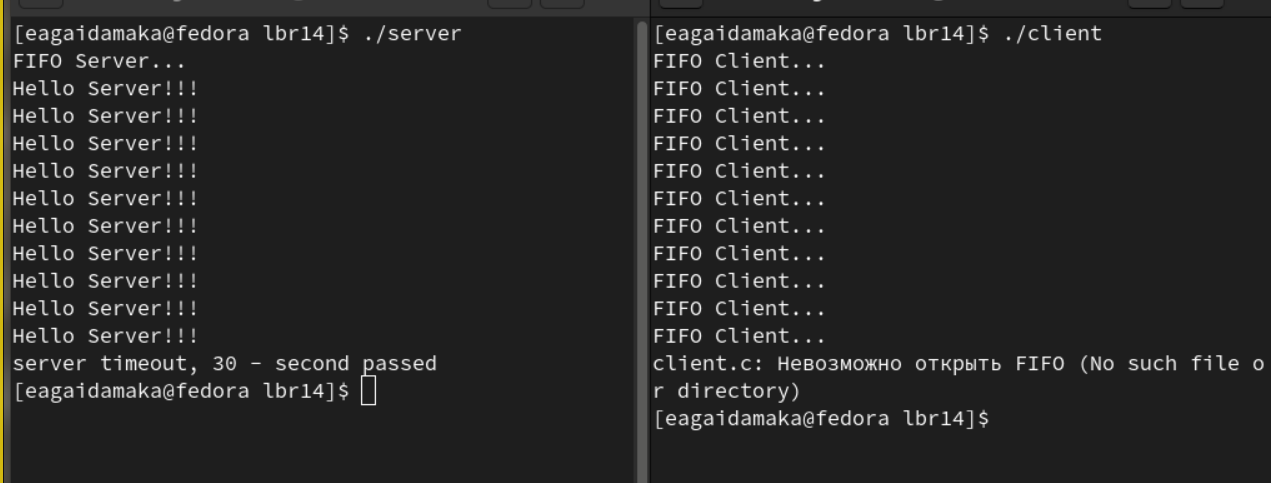 [eagaidamaka@fedora lbr14]$ ./server
FIFO Server...
Hello Server!!!
Hello Server!!!
Hello Server!!!
Hello Server!!!
Hello Server!!!
Hello Server!!!
Hello Server!!!
Hello Server!!!
Hello Server!!!
Hello Server!!!
server timeout, 30 - second passed
[eagaidamaka@fedora lbr14]$
[eagaidamaka@fedora lbr14]$ ./client
FIFO Client...
FIFO Client...
FIFO Client...
FIFO Client...
FIFO Client...
FIFO Client...
FIFO Client...
FIFO Client...
FIFO Client...
FIFO Client...
FIFO Client...
client.c: Невозможно открыть FIFO (No such file o
r directory)
[eagaidamaka@fedora lbr14]$